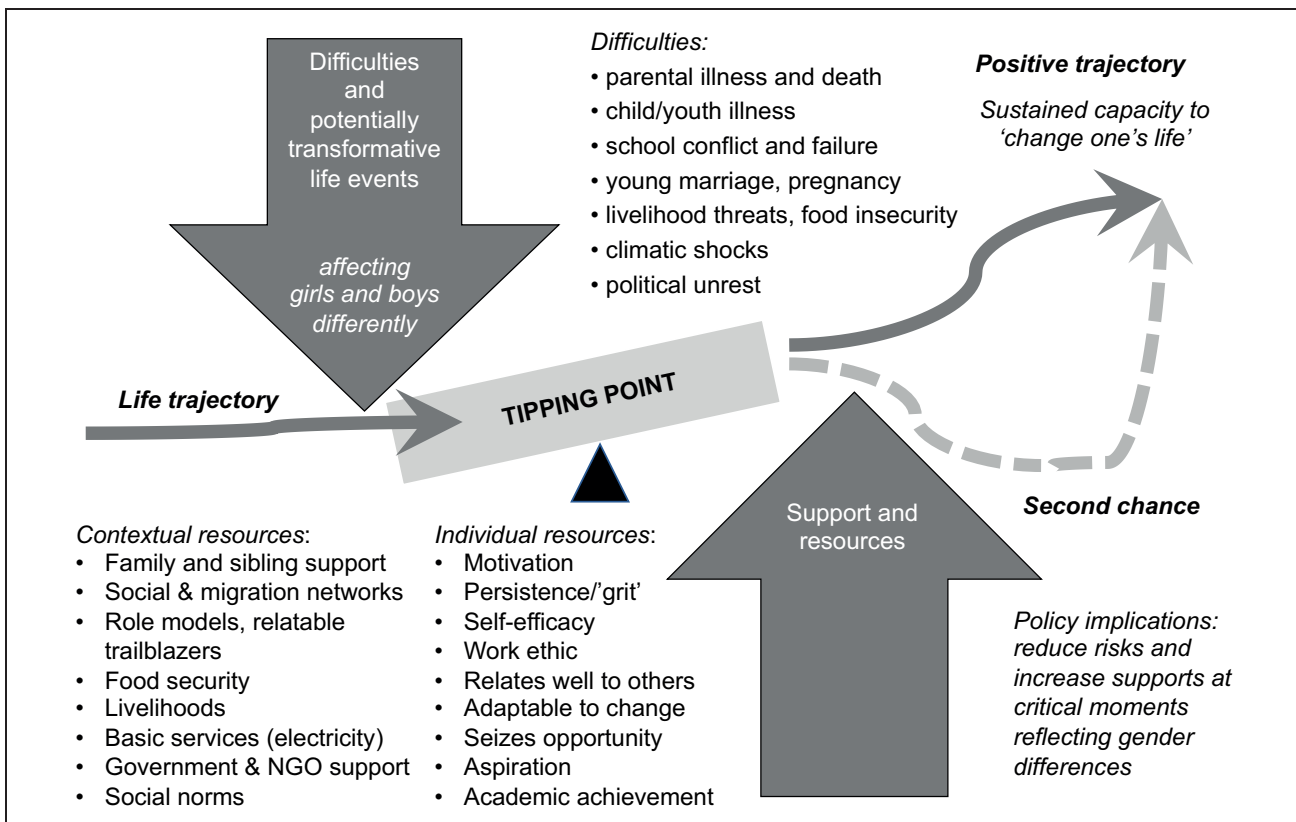 Difficulties
and
potentially
transformative
life events
affecting
girls and boys
differently
Difficulties:
• parental illness and death
• child/youth illness
• school conflict and failure
• young marriage, pregnancy
• livelihood threats, food insecurity
• climatic shocks
• political unrest
Positive trajectory
Sustained capacity to
‘change one’s life’
Life trajectory
TIPPING POINT
Contextual resources:
• Family and sibling support
• Social & migration networks
• Role models, relatable
trailblazers
• Food security
• Livelihoods
• Basic services (electricity)
• Government & NGO support
• Social norms
Individual resources:
• Motivation
• Persistence/’grit’
• Self-efficacy
• Work ethic
• Relates well to others
• Adaptable to change
• Seizes opportunity
• Aspiration
• Academic achievement
Support and
resources
Second chance
Policy implications:
reduce risks and
increase supports at
critical moments
reflecting gender
differences